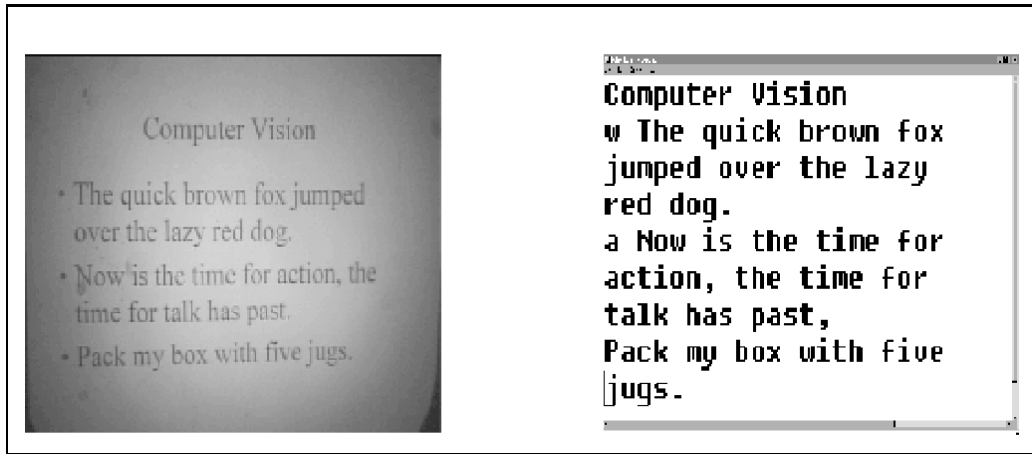 Computer Vision
• The quick brown fox jumped
over the lazy red dog.
• Now is the time for action, the
time for talk has past.
• Pack my box with five jugs.
Computer Vision
w The quick brown fox
jumped over the lazy
red dog.
a Now is the time for
action, the time for
talk has past,
Pack my box with five
jugs.